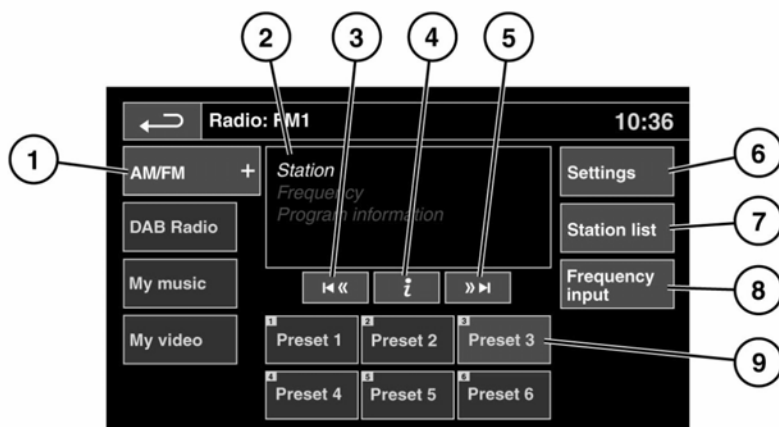 2 3 4 5
Radio: FM1 10:36
1
AM/FM +
Station
Frequency
Program information
Settings
6
DAB Radio
Station list
7
My music
i
Frequency
input
8
My video
1 Preset 1
2 Preset 2
3 Preset 3
9
4 Preset 4
5 Preset 5
6 Preset 6